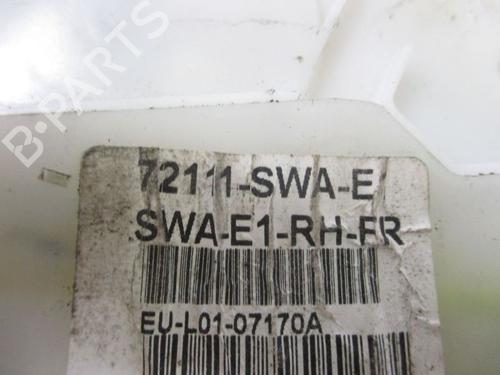 B-PARTS
72111-SWA-E
SWA-E1-RH-FR
EU-L01-07170A